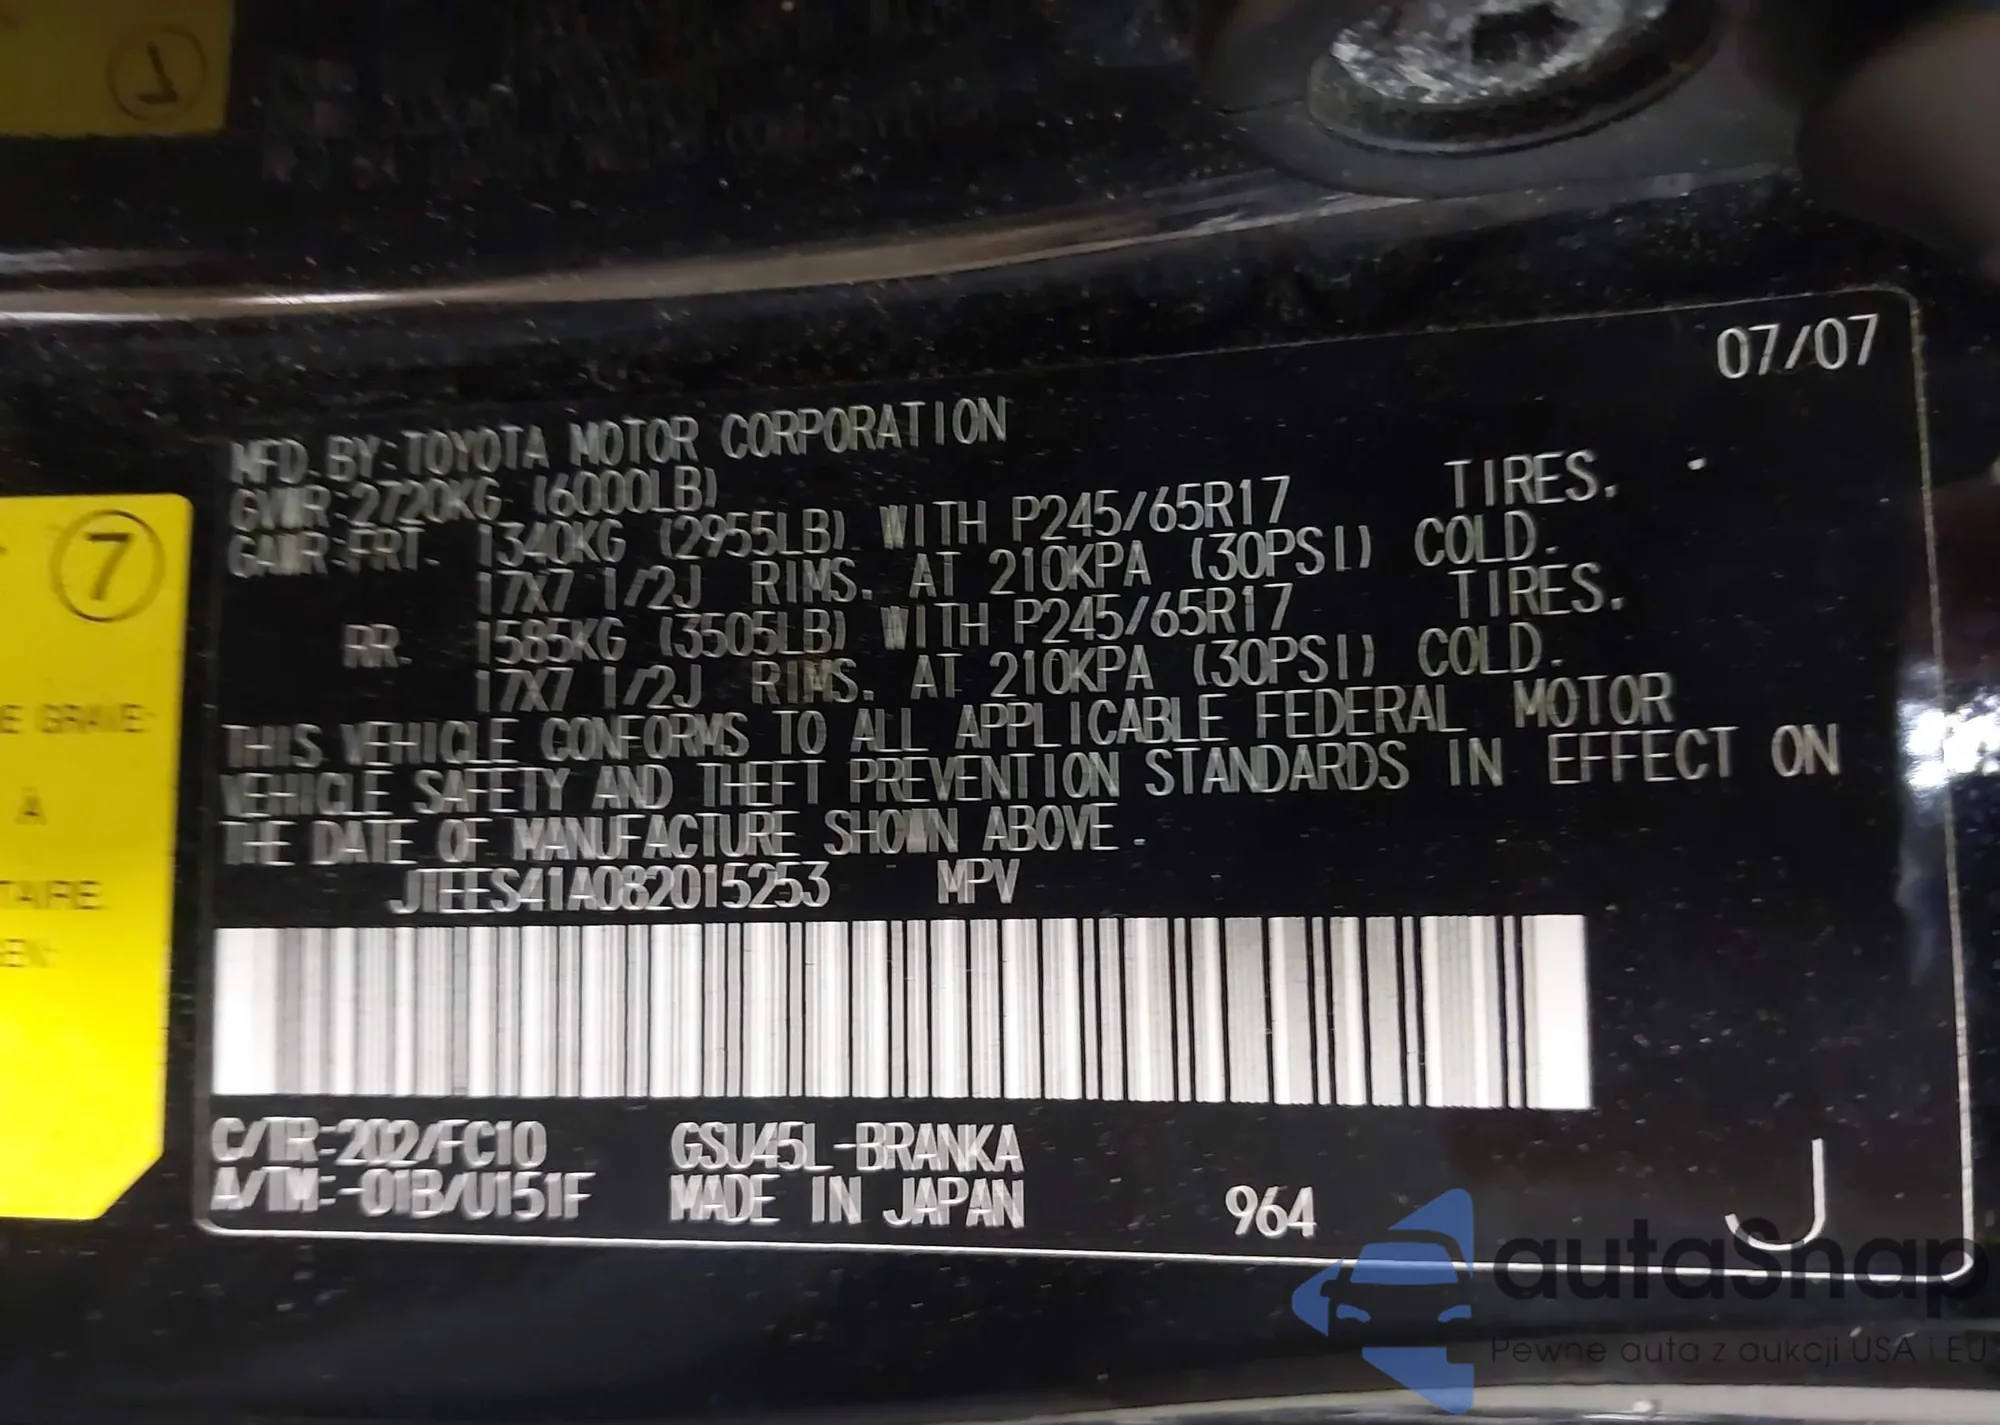 7
07/07
MFD. BY: TOYOTA MOTOR CORPORATION
GVWR: 2720KG (6000LB)
GAWR: FRT. 1340KG (2955LB) WITH P245/65R17 TIRES.
17X7 1/2J RIMS. AT 210KPA (30PSI) COLD.
RR. 1585KG (3505LB) WITH P245/65R17 TIRES.
17X7 1/2J RIMS. AT 210KPA (30PSI) COLD.
THIS VEHICLE CONFORMS TO ALL APPLICABLE FEDERAL MOTOR
VEHICLE SAFETY AND THEFT PREVENTION STANDARDS IN EFFECT ON
THE DATE OF MANUFACTURE SHOWN ABOVE.
JTEES41A082015253 MPV
C/TR: 202/FC10 GSU45L-BRANKA
A/TM: -01B/U151F MADE IN JAPAN 964 J
E GRAVE:
À
TAIRE.
EN:
autaSnap
Pewne auta z aukcji USA i EU